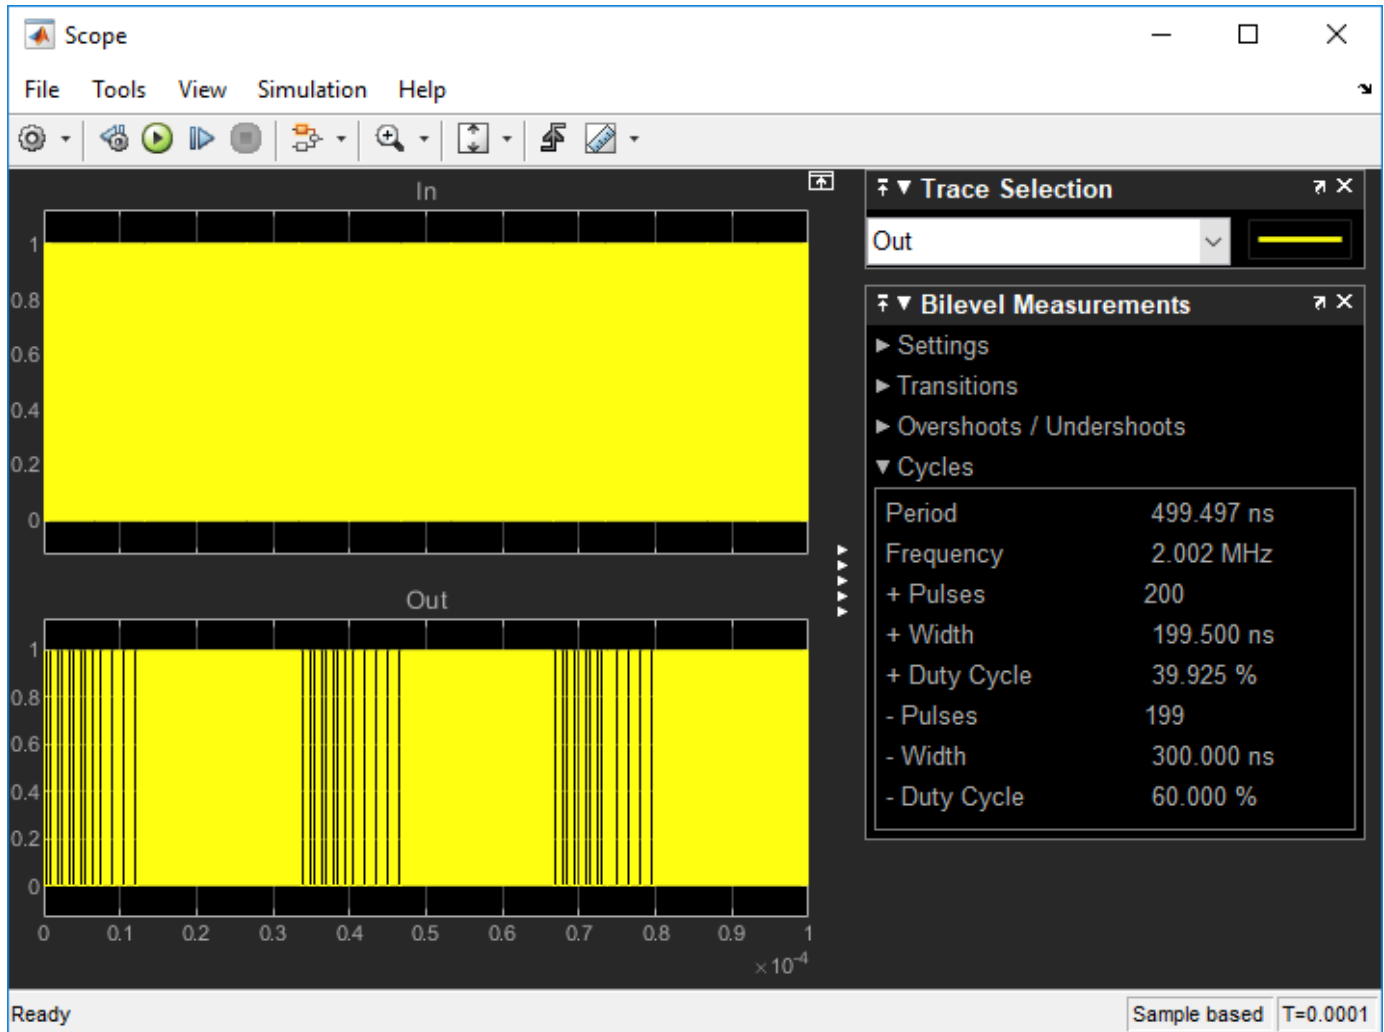 Scope
File Tools View Simulation Help
In
1
0.8
0.6
0.4
0.2
0
Out
1
0.8
0.6
0.4
0.2
0
0 0.1 0.2 0.3 0.4 0.5 0.6 0.7 0.8 0.9 1
×10-4
Trace Selection
Out
Bilevel Measurements
Settings
Transitions
Overshoots / Undershoots
Cycles
Period 499.497 ns
Frequency 2.002 MHz
+ Pulses 200
+ Width 199.500 ns
+ Duty Cycle 39.925 %
- Pulses 199
- Width 300.000 ns
- Duty Cycle 60.000 %
Ready Sample based T=0.0001